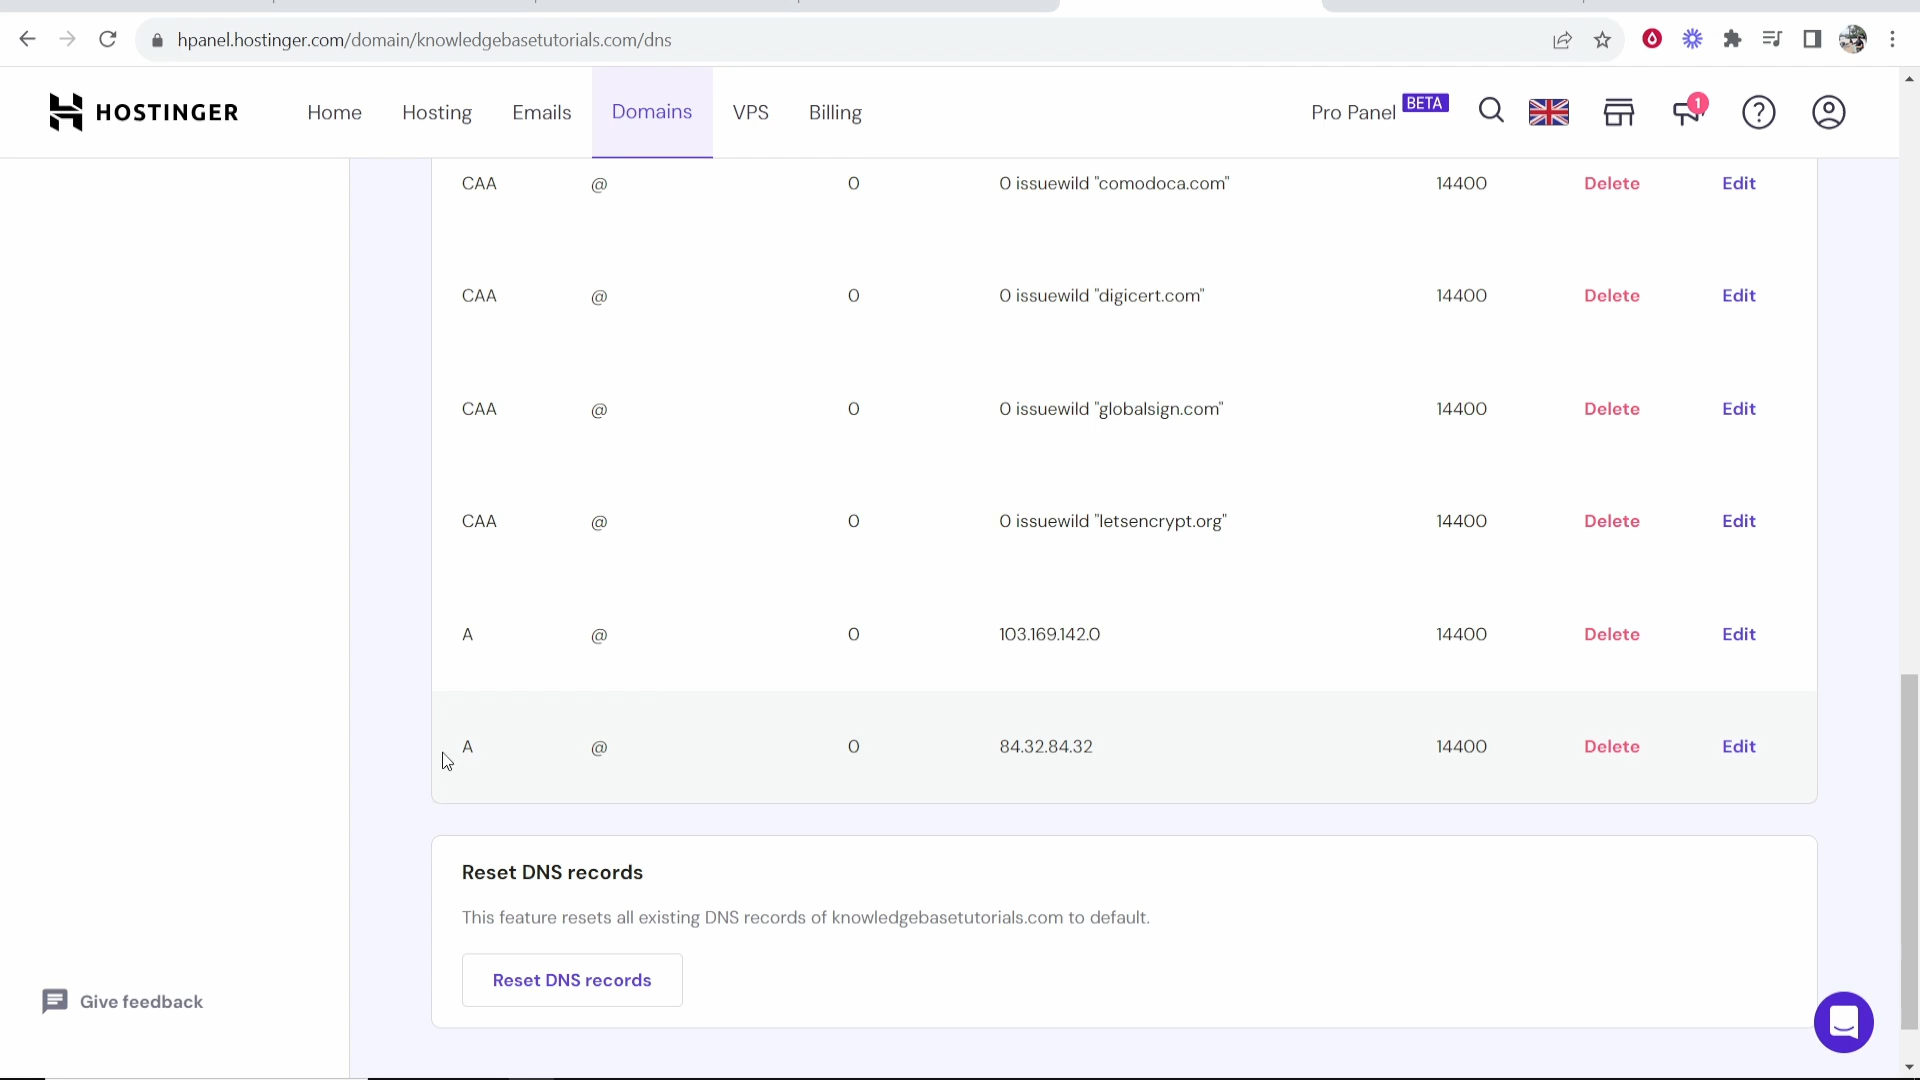 hpanel.hostinger.com/domain/knowledgebasetutorials.com/dns
HOSTINGER Home Hosting Emails Domains VPS Billing Pro Panel BETA 1
CAA @ 0 0 issuewild "comodoca.com" 14400 Delete Edit
CAA @ 0 0 issuewild "digicert.com" 14400 Delete Edit
CAA @ 0 0 issuewild "globalsign.com" 14400 Delete Edit
CAA @ 0 0 issuewild "letsencrypt.org" 14400 Delete Edit
A @ 0 103.169.142.0 14400 Delete Edit
A @ 0 84.32.84.32 14400 Delete Edit
Reset DNS records
This feature resets all existing DNS records of knowledgebasetutorials.com to default.
Reset DNS records
Give feedback